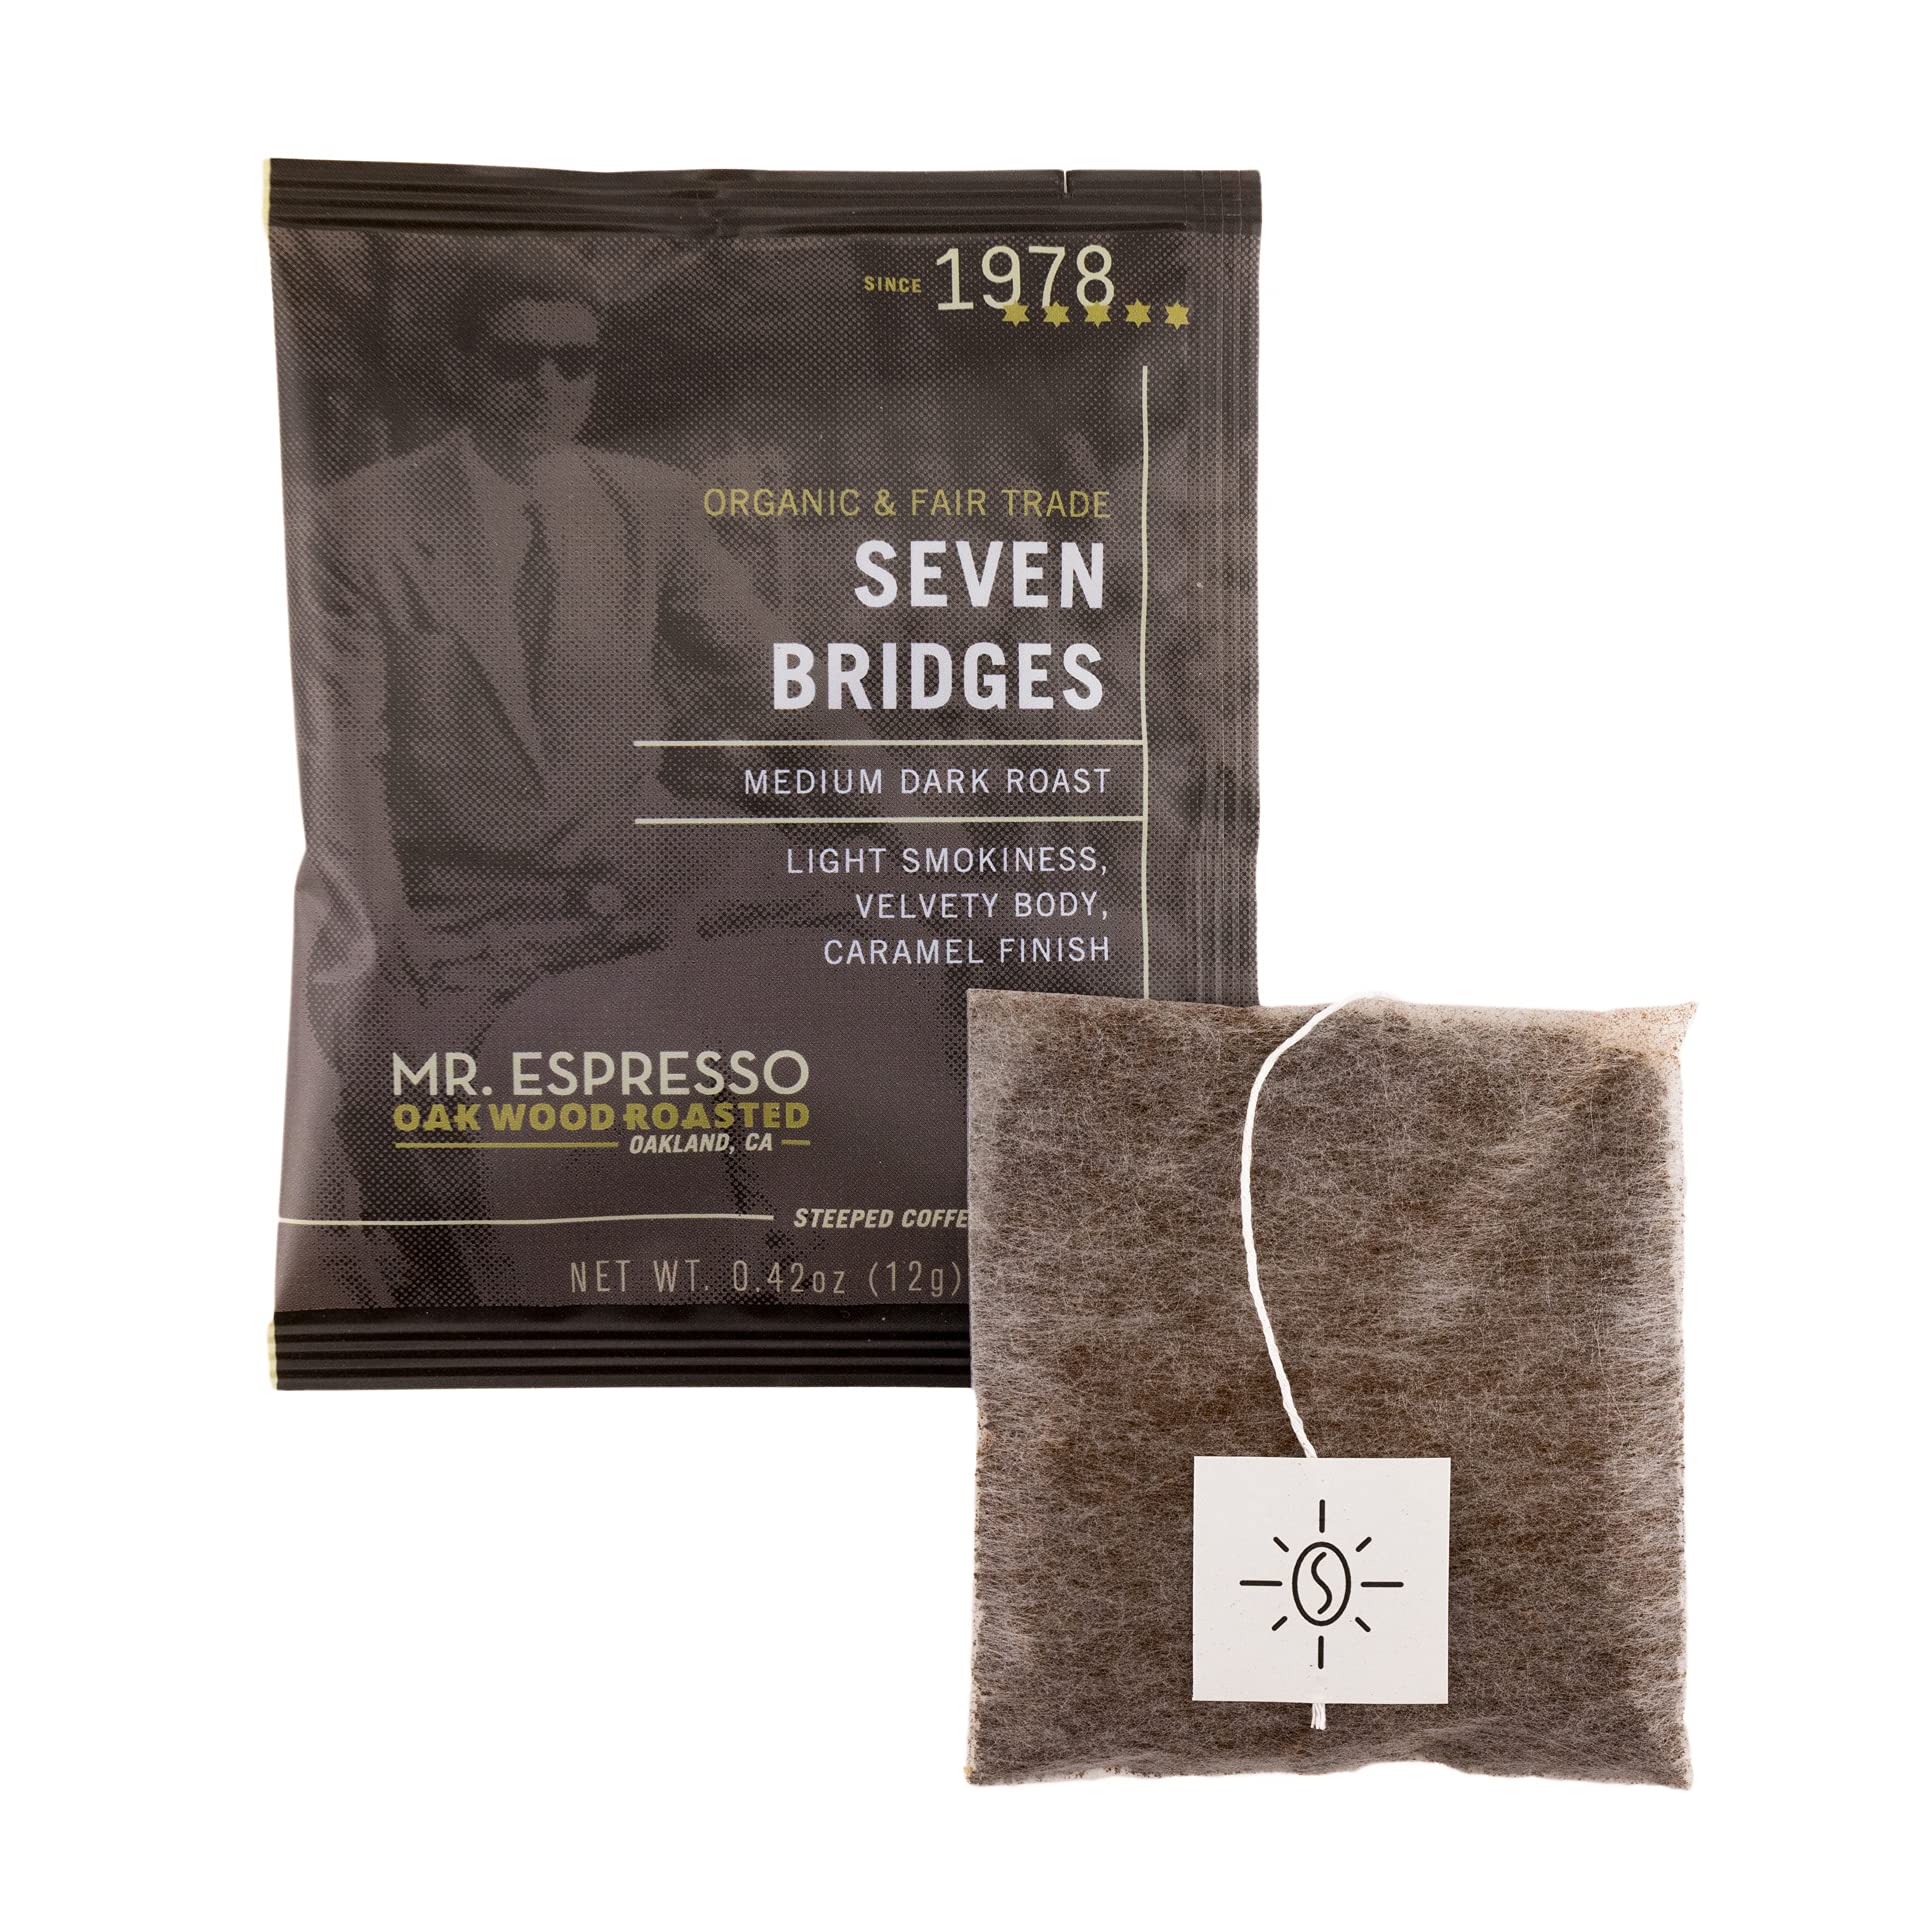 SINCE 1978
ORGANIC & FAIR TRADE
SEVEN
BRIDGES
MEDIUM DARK ROAST
LIGHT SMOKINESS,
VELVETY BODY,
CARAMEL FINISH
MR. ESPRESSO
OAK WOOD ROASTED
OAKLAND, CA
STEEPED COFFE
NET WT. 0.42oz (12g)